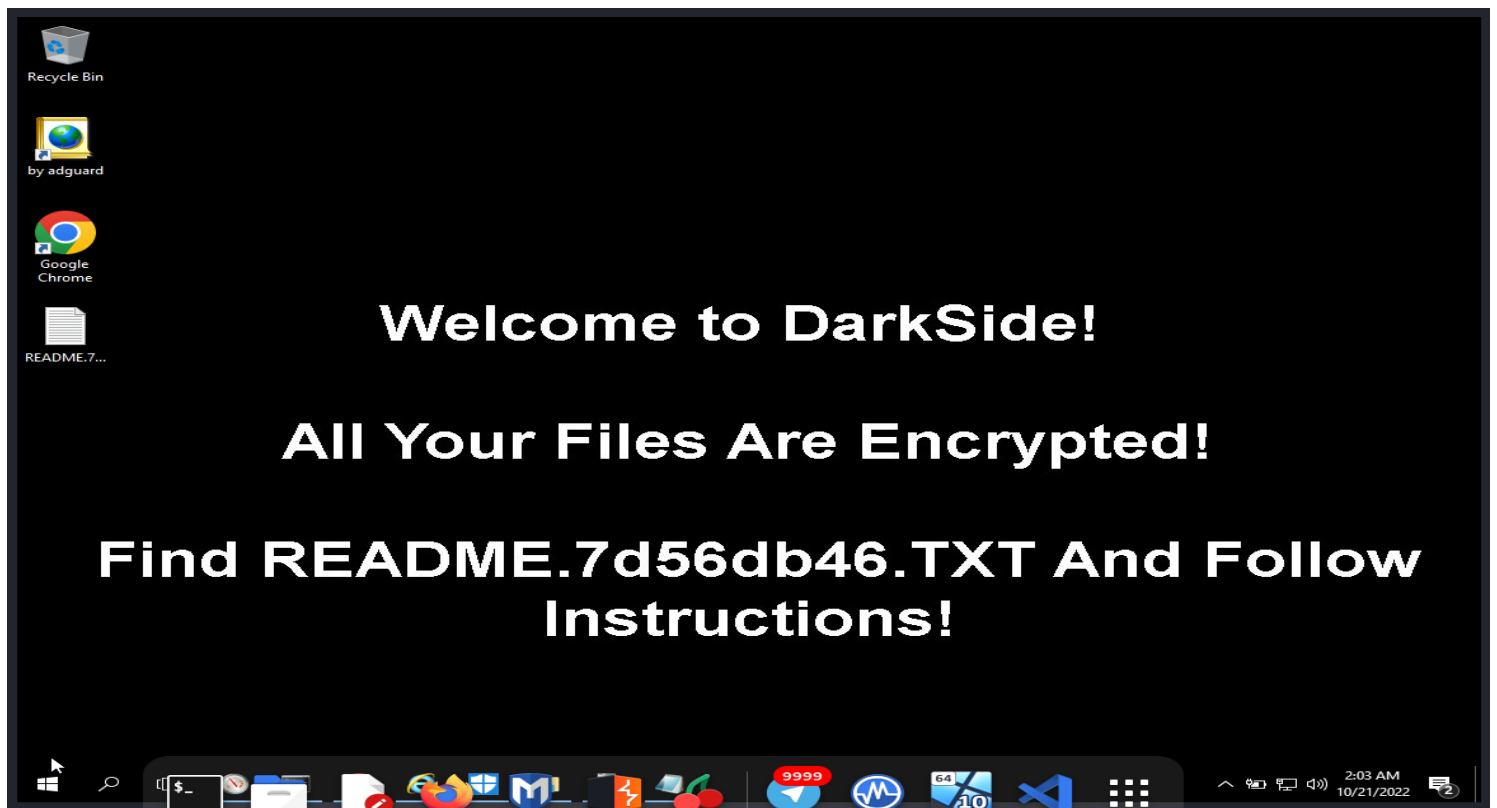 Recycle Bin
by adguard
Google
Chrome
README.7...
Welcome to DarkSide!
All Your Files Are Encrypted!
Find README.7d56db46.TXT And Follow
Instructions!
$_
9999
64
10
2:03 AM
10/21/2022
2